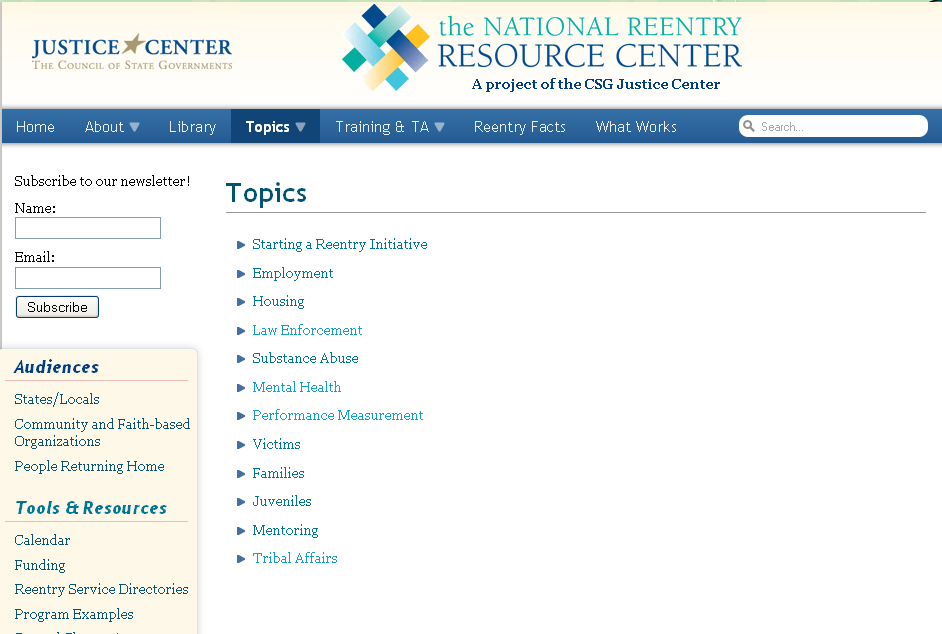 JUSTICE CENTER
THE COUNCIL OF STATE GOVERNMENTS
the NATIONAL REENTRY
RESOURCE CENTER
A project of the CSG Justice Center
Home About Library Topics Training & TA Reentry Facts What Works Search...
Subscribe to our newsletter!
Name:
Email:
Subscribe
Audiences
States/Locals
Community and Faith-based
Organizations
People Returning Home
Tools & Resources
Calendar
Funding
Reentry Service Directories
Program Examples
Topics
Starting a Reentry Initiative
Employment
Housing
Law Enforcement
Substance Abuse
Mental Health
Performance Measurement
Victims
Families
Juveniles
Mentoring
Tribal Affairs